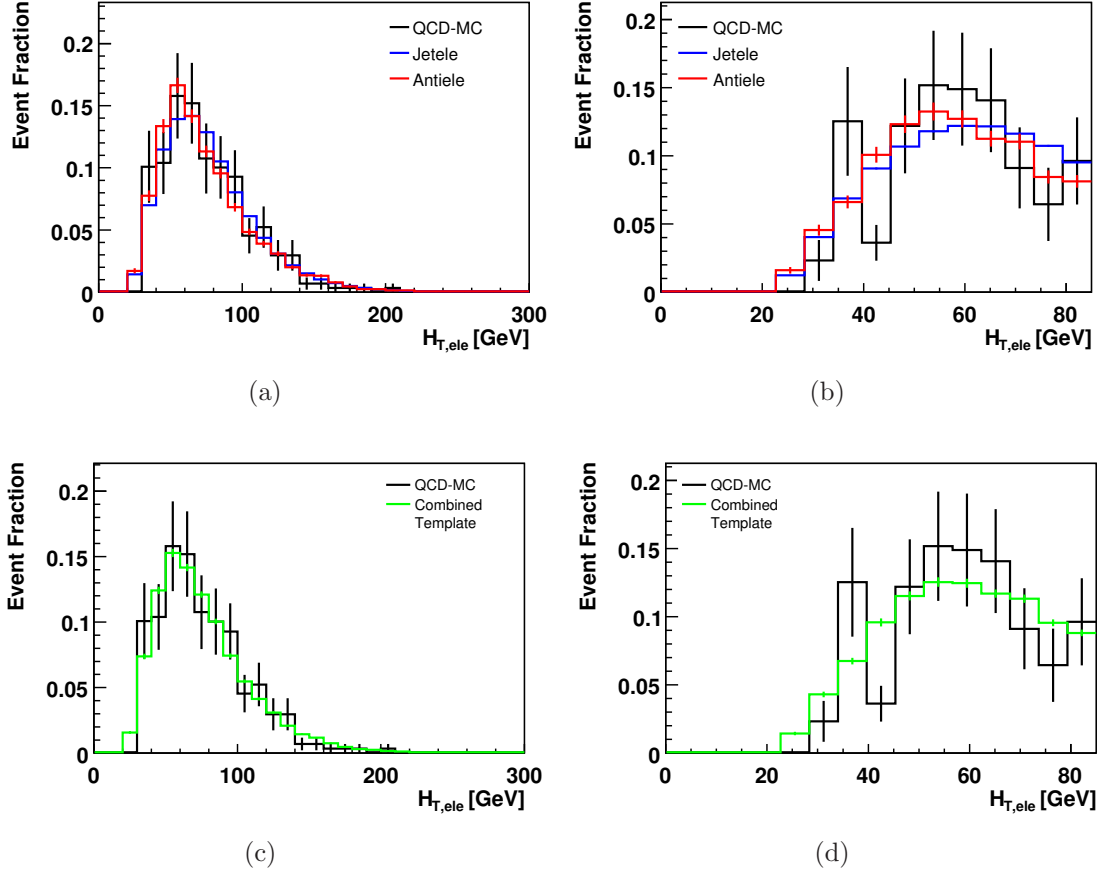 Event Fraction
0.2
0.15
0.1
0.05
0
QCD-MC
Jetele
Antiele
0 100 200 300
H_T,ele [GeV]
(a)
Event Fraction
0.2
0.15
0.1
0.05
0
QCD-MC
Jetele
Antiele
0 20 40 60 80
H_T,ele [GeV]
(b)
Event Fraction
0.2
0.15
0.1
0.05
0
QCD-MC
Combined
Template
0 100 200 300
H_T,ele [GeV]
(c)
Event Fraction
0.2
0.15
0.1
0.05
0
QCD-MC
Combined
Template
0 20 40 60 80
H_T,ele [GeV]
(d)